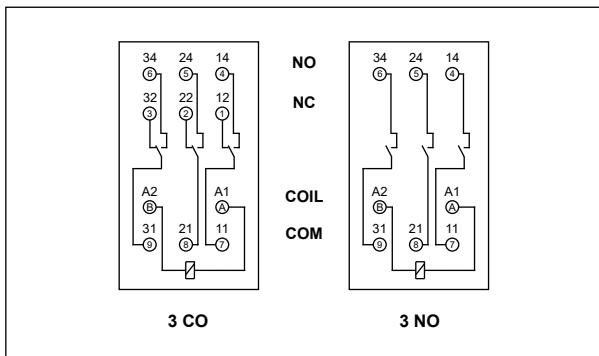 34 24 14 NO 34 24 14
6 5 4 6 5 4
32 22 12 NC
3 2 1
A2 A1 COIL A2 A1
B A B A
31 21 11 COM 31 21 11
9 8 7 9 8 7
3 CO 3 NO